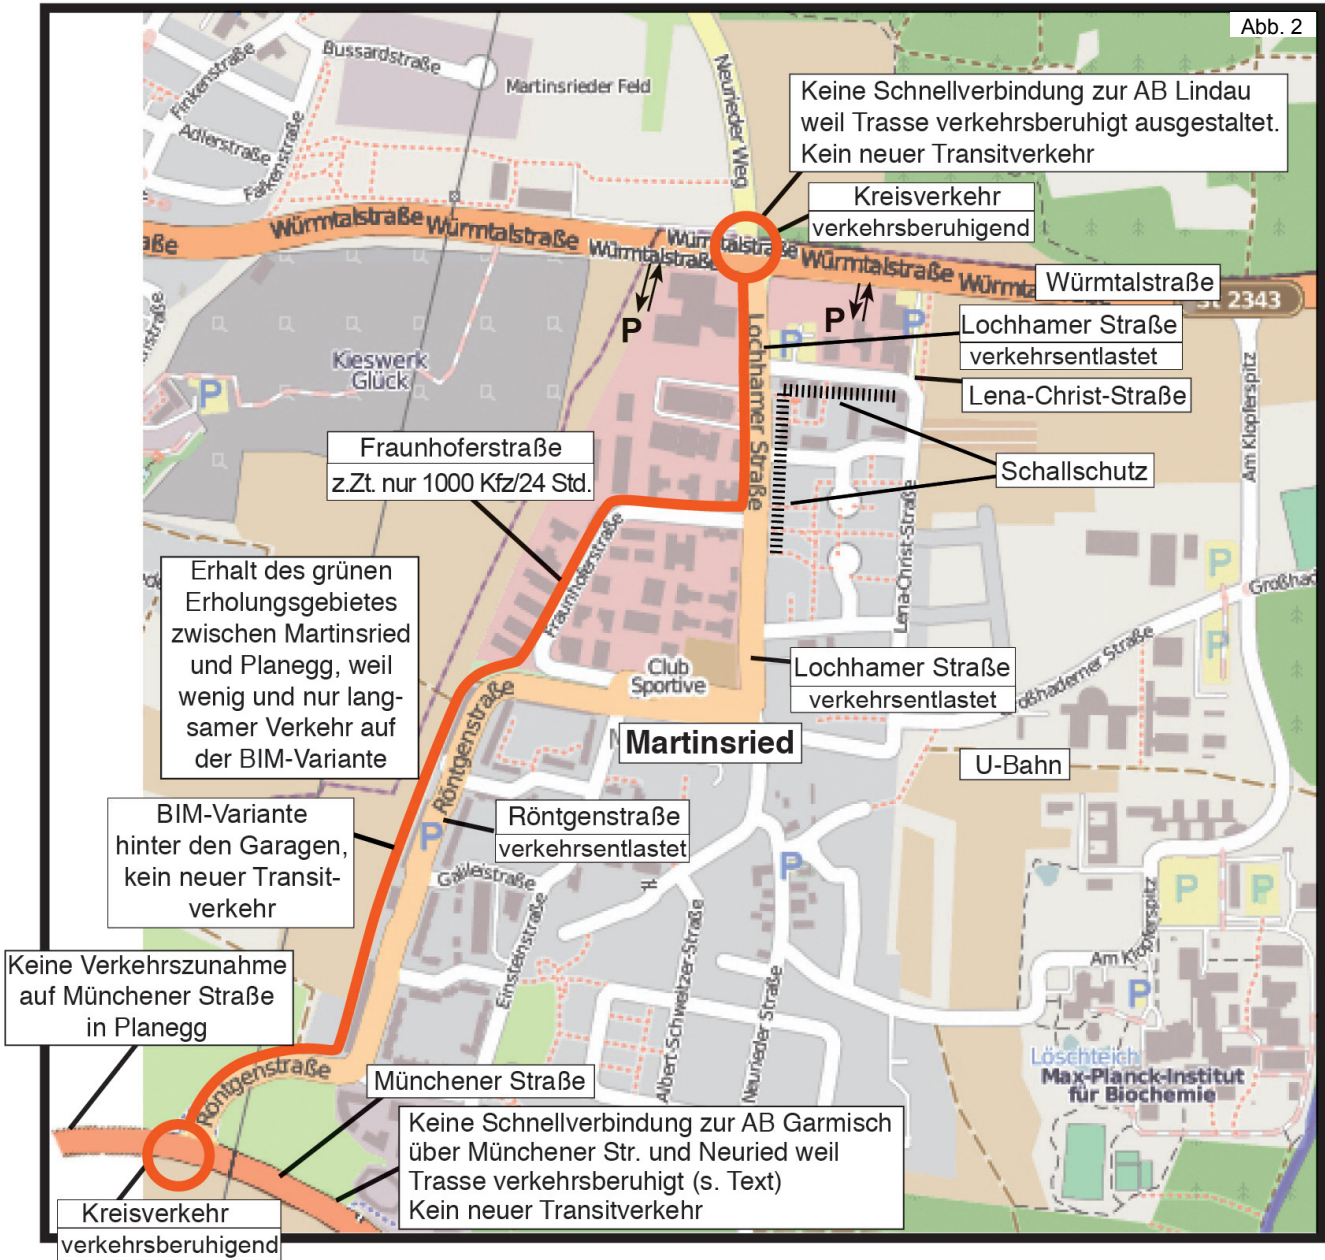 Abb. 2
Bussardstraße
Finkenstraße
Martinsrieder Feld
Neurieder Weg
Adlerstraße
Falkenstraße
Keine Schnellverbindung zur AB Lindau
weil Trasse verkehrsberuhigt ausgestaltet.
Kein neuer Transitverkehr
Kreisverkehr
verkehrsberuhigend
aße
Würmtalstraße
Würmtalstraße
Würmtalstraße
Würmtalstraße
Würmtalstraße
Würmta
Würmtalstraße
St 2343
P
P
P
P
Lochhamer Straße
verkehrsentlastet
Lochhamer Straße
Kieswerk
Glück
P
Lena-Christ-Straße
Am Klopferspitz
Fraunhoferstraße
z.Zt. nur 1000 Kfz/24 Std.
Schallschutz
Fraunhoferstraße
Lena-Christ-Straße
P
Großhad
P
Erhalt des grünen
Erholungsgebietes
zwischen Martinsried
und Planegg, weil
wenig und nur lang-
samer Verkehr auf
der BIM-Variante
Club
Sportive
Lochhamer Straße
verkehrsentlastet
Großhaderner Straße
Röntgenstraße
Martinsried
U-Bahn
BIM-Variante
hinter den Garagen,
kein neuer Transit-
verkehr
P
Röntgenstraße
verkehrsentlastet
P
Galileistraße
P
P
Einsteinstraße
Albert-Schweitzer-Straße
Neurieder Straße
Am Klopferspitz
P
Keine Verkehrszunahme
auf Münchener Straße
in Planegg
Löschteich
Max-Planck-Institut
für Biochemie
Röntgenstraße
Münchener Straße
Keine Schnellverbindung zur AB Garmisch
über Münchener Str. und Neuried weil
Trasse verkehrsberuhigt (s. Text)
Kein neuer Transitverkehr
Kreisverkehr
verkehrsberuhigend